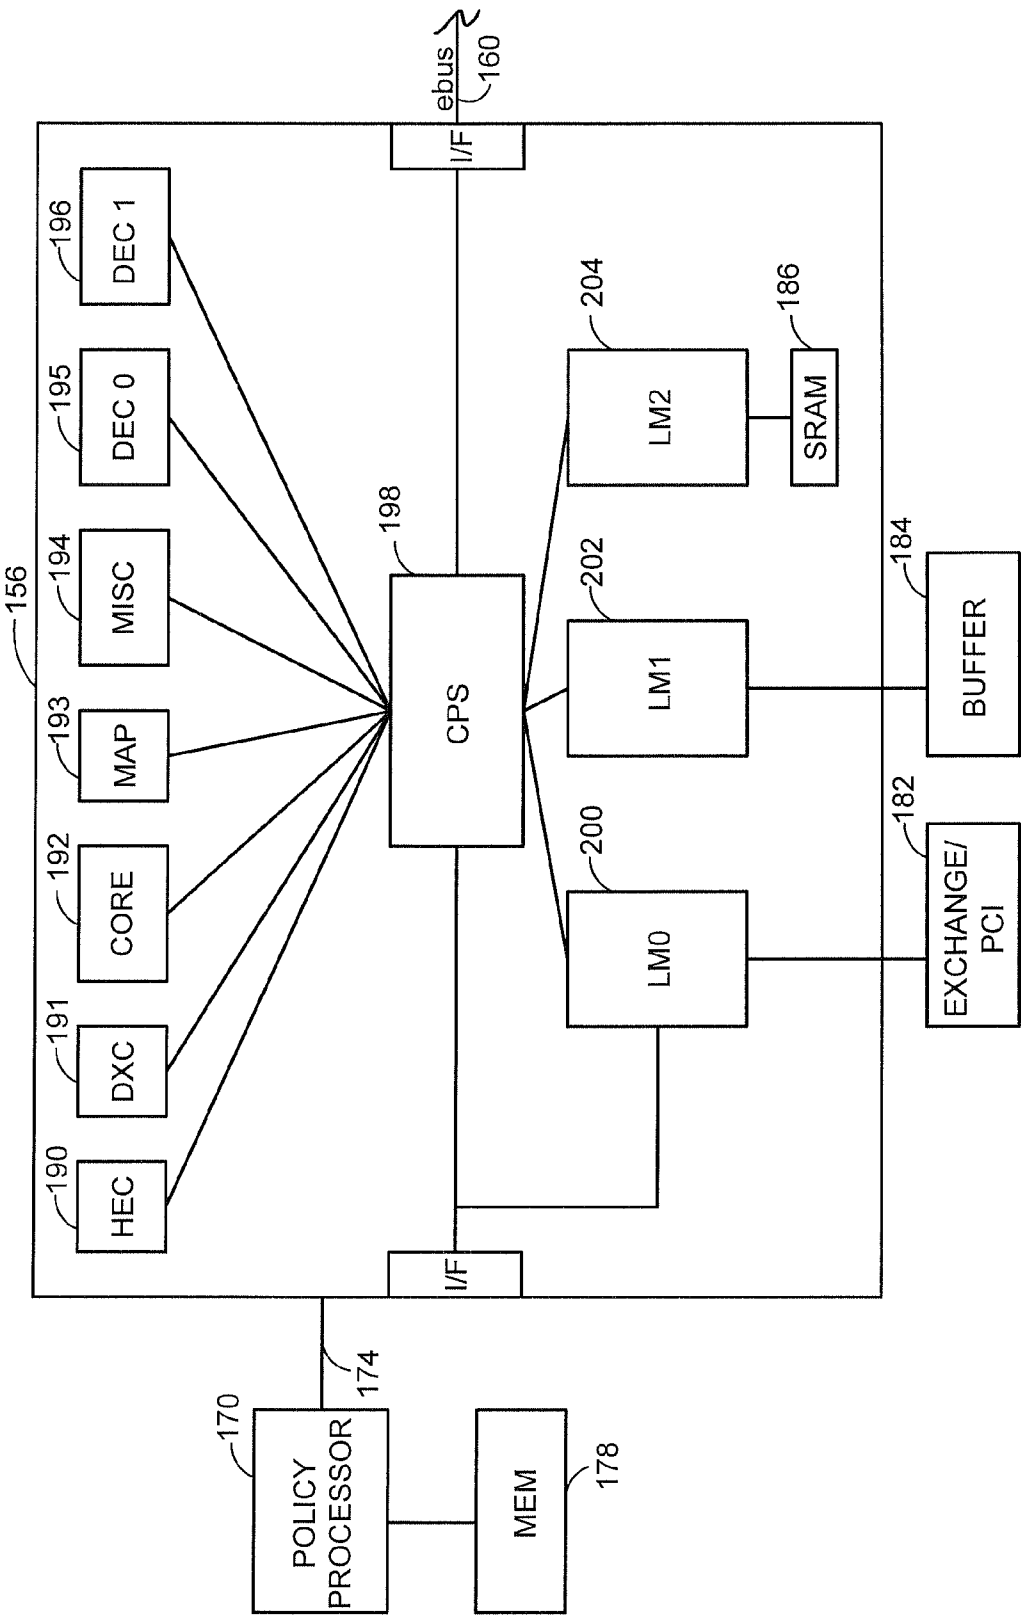 156
190
191
192
193
194
195
196
HEC
DXC
CORE
MAP
MISC
DEC 0
DEC 1
170
POLICY
PROCESSOR
174
I/F
198
CPS
I/F
ebus
160
MEM
178
200
202
204
LM0
LM1
LM2
186
SRAM
182
184
EXCHANGE/
PCI
BUFFER